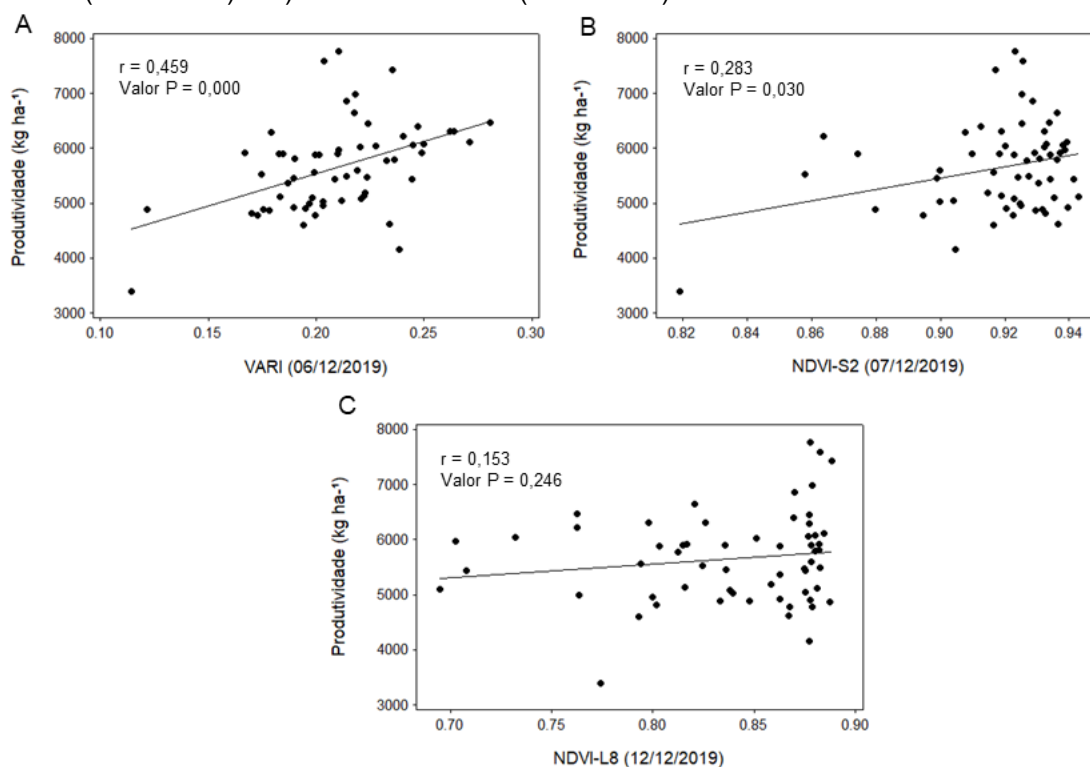 A
r = 0,459
Valor P = 0,000
Produtividade (kg ha-¹)
8000
7000
6000
5000
4000
3000
0.10
0.15
0.20
0.25
0.30
VARI (06/12/2019)
B
r = 0,283
Valor P = 0,030
Produtividade (kg ha-¹)
8000
7000
6000
5000
4000
3000
0.82
0.84
0.86
0.88
0.90
0.92
0.94
NDVI-S2 (07/12/2019)
C
r = 0,153
Valor P = 0,246
Produtividade (kg ha-¹)
8000
7000
6000
5000
4000
3000
0.70
0.75
0.80
0.85
0.90
NDVI-L8 (12/12/2019)